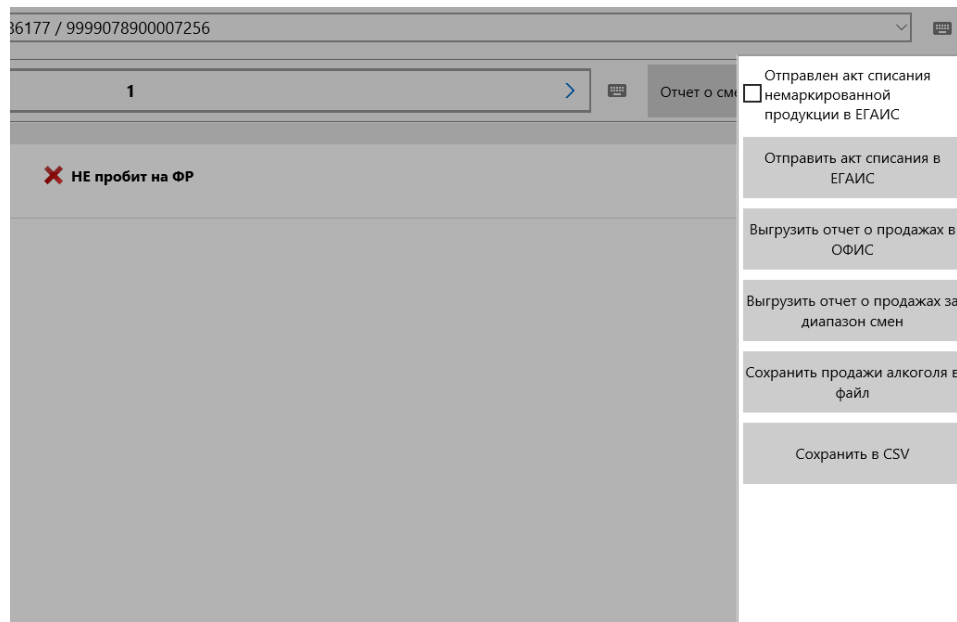 36177 / 9999078900007256
1
Отчет о сме
НЕ пробит на ФР
Отправлен акт списания
немаркированной
продукции в ЕГАИС
Отправить акт списания в
ЕГАИС
Выгрузить отчет о продажах в
ОФИС
Выгрузить отчет о продажах за
диапазон смен
Сохранить продажи алкоголя в
файл
Сохранить в CSV